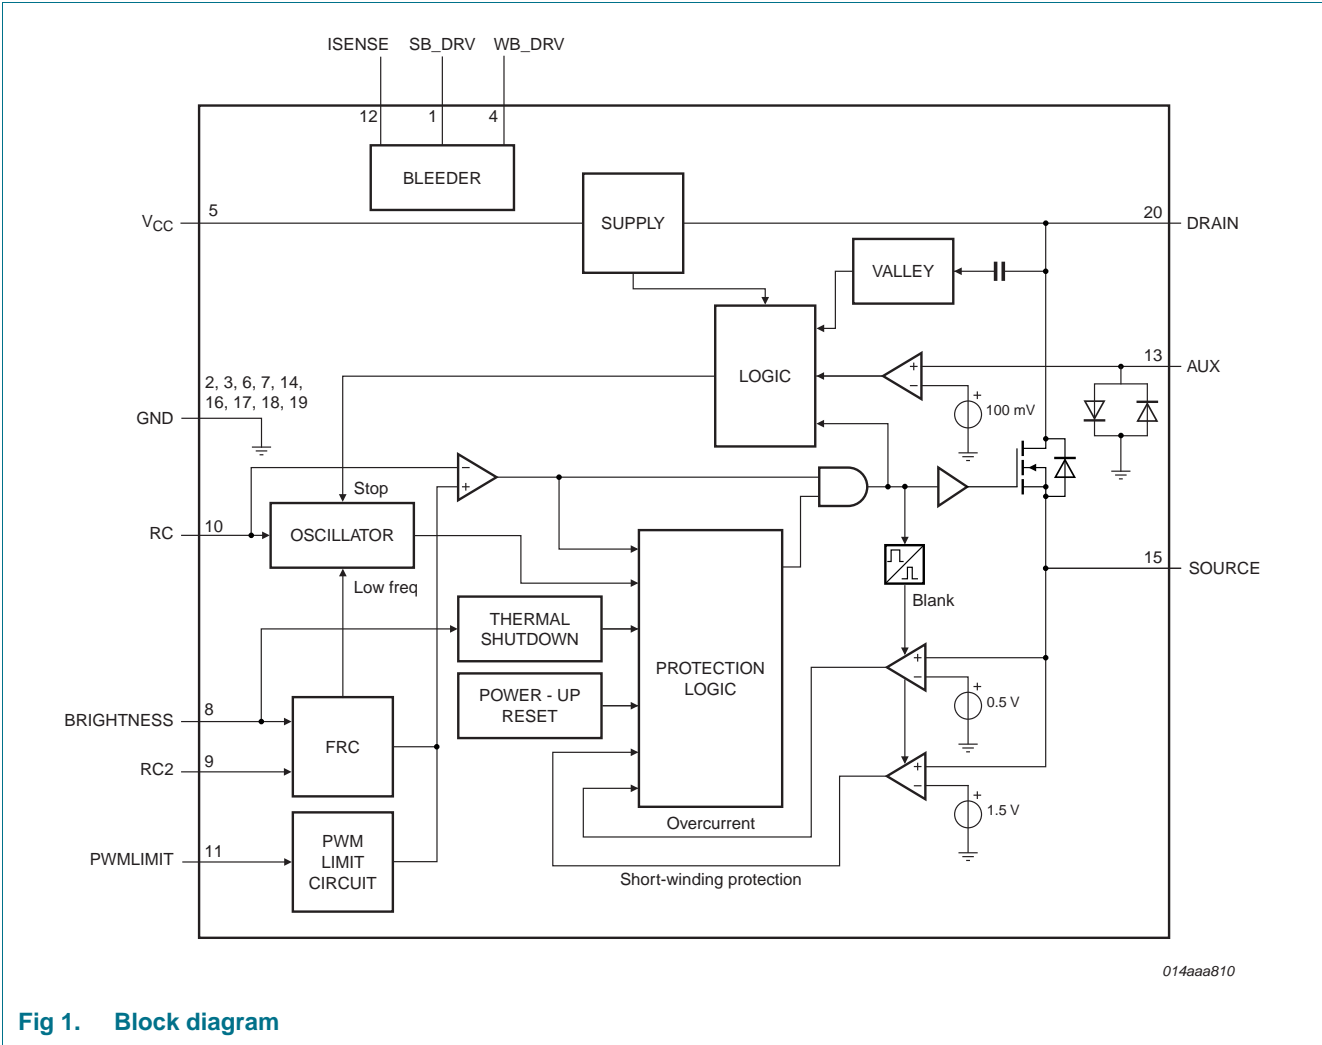 ISENSE SB_DRV WB_DRV
12 1 4
BLEEDER
VCC 5
SUPPLY
20 DRAIN
VALLEY
13 AUX
2, 3, 6, 7, 14,
16, 17, 18, 19
GND
LOGIC
+
−
+
100 mV
−
+
Stop
RC 10
OSCILLATOR
Low freq
15 SOURCE
Blank
THERMAL
SHUTDOWN
PROTECTION
LOGIC
POWER - UP
RESET
+
−
+
0.5 V
BRIGHTNESS 8
FRC
RC2 9
+
−
+
1.5 V
Overcurrent
PWMLIMIT 11
PWM
LIMIT
CIRCUIT
Short-winding protection
014aaa810
Fig 1. Block diagram